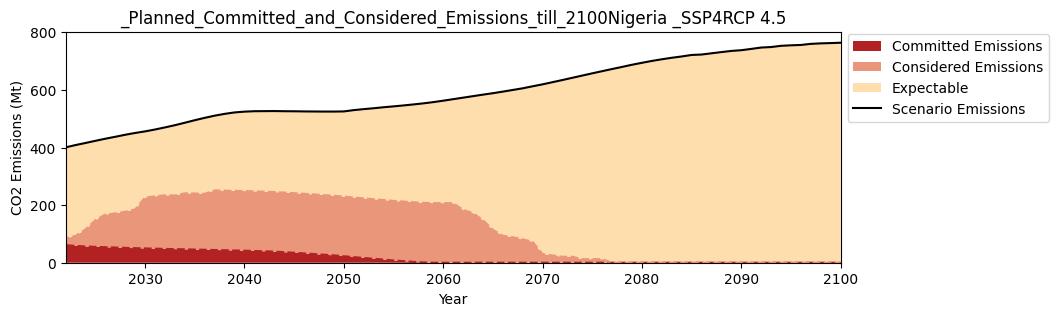 _Planned_Committed_and_Considered_Emissions_till_2100Nigeria _SSP4RCP 4.5
800
600
400
200
0
CO2 Emissions (Mt)
2030 2040 2050 2060 2070 2080 2090 2100
Year
Committed Emissions
Considered Emissions
Expectable
Scenario Emissions